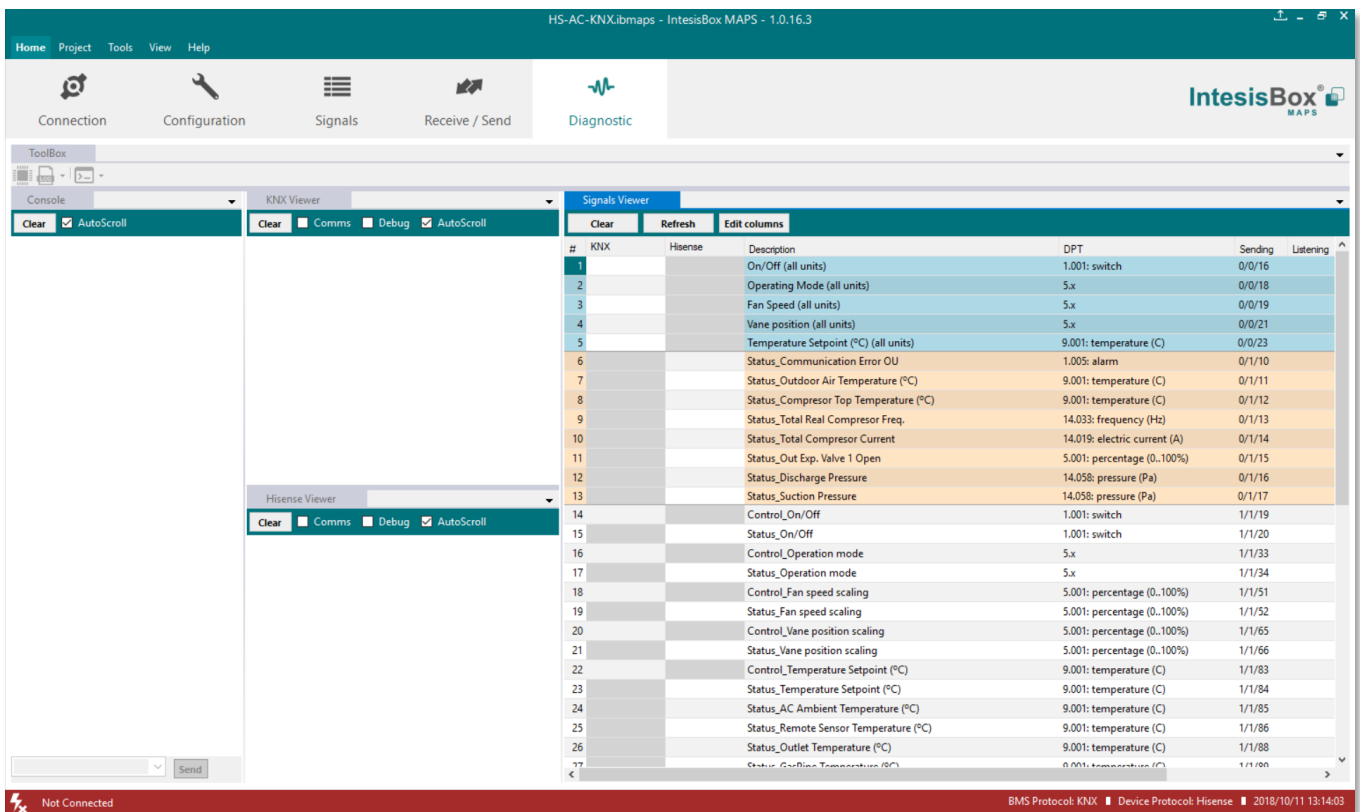 HS-AC-KNX.ibmaps - IntesisBox MAPS - 1.0.16.3
Home Project Tools View Help
Connection Configuration Signals Receive / Send Diagnostic
IntesisBox®
MAPS
ToolBox
Console KNX Viewer Signals Viewer
Clear AutoScroll Clear Comms Debug AutoScroll Clear Refresh Edit columns
# KNX Hisense Description DPT Sending Listening
1 On/Off (all units) 1.001: switch 0/0/16
2 Operating Mode (all units) 5.x 0/0/18
3 Fan Speed (all units) 5.x 0/0/19
4 Vane position (all units) 5.x 0/0/21
5 Temperature Setpoint (ºC) (all units) 9.001: temperature (C) 0/0/23
6 Status_Communication Error OU 1.005: alarm 0/1/10
7 Status_Outdoor Air Temperature (ºC) 9.001: temperature (C) 0/1/11
8 Status_Compresor Top Temperature (ºC) 9.001: temperature (C) 0/1/12
9 Status_Total Real Compresor Freq. 14.033: frequency (Hz) 0/1/13
10 Status_Total Compresor Current 14.019: electric current (A) 0/1/14
11 Status_Out Exp. Valve 1 Open 5.001: percentage (0..100%) 0/1/15
12 Status_Discharge Pressure 14.058: pressure (Pa) 0/1/16
13 Status_Suction Pressure 14.058: pressure (Pa) 0/1/17
Hisense Viewer
Clear Comms Debug AutoScroll
14 Control_On/Off 1.001: switch 1/1/19
15 Status_On/Off 1.001: switch 1/1/20
16 Control_Operation mode 5.x 1/1/33
17 Status_Operation mode 5.x 1/1/34
18 Control_Fan speed scaling 5.001: percentage (0..100%) 1/1/51
19 Status_Fan speed scaling 5.001: percentage (0..100%) 1/1/52
20 Control_Vane position scaling 5.001: percentage (0..100%) 1/1/65
21 Status_Vane position scaling 5.001: percentage (0..100%) 1/1/66
22 Control_Temperature Setpoint (ºC) 9.001: temperature (C) 1/1/83
23 Status_Temperature Setpoint (ºC) 9.001: temperature (C) 1/1/84
24 Status_AC Ambient Temperature (ºC) 9.001: temperature (C) 1/1/85
25 Status_Remote Sensor Temperature (ºC) 9.001: temperature (C) 1/1/86
26 Status_Outlet Temperature (ºC) 9.001: temperature (C) 1/1/88
27 Status_GasPipe Temperature (ºC) 9.001: temperature (C) 1/1/89
Send
Not Connected
BMS Protocol: KNX Device Protocol: Hisense 2018/10/11 13:14:03